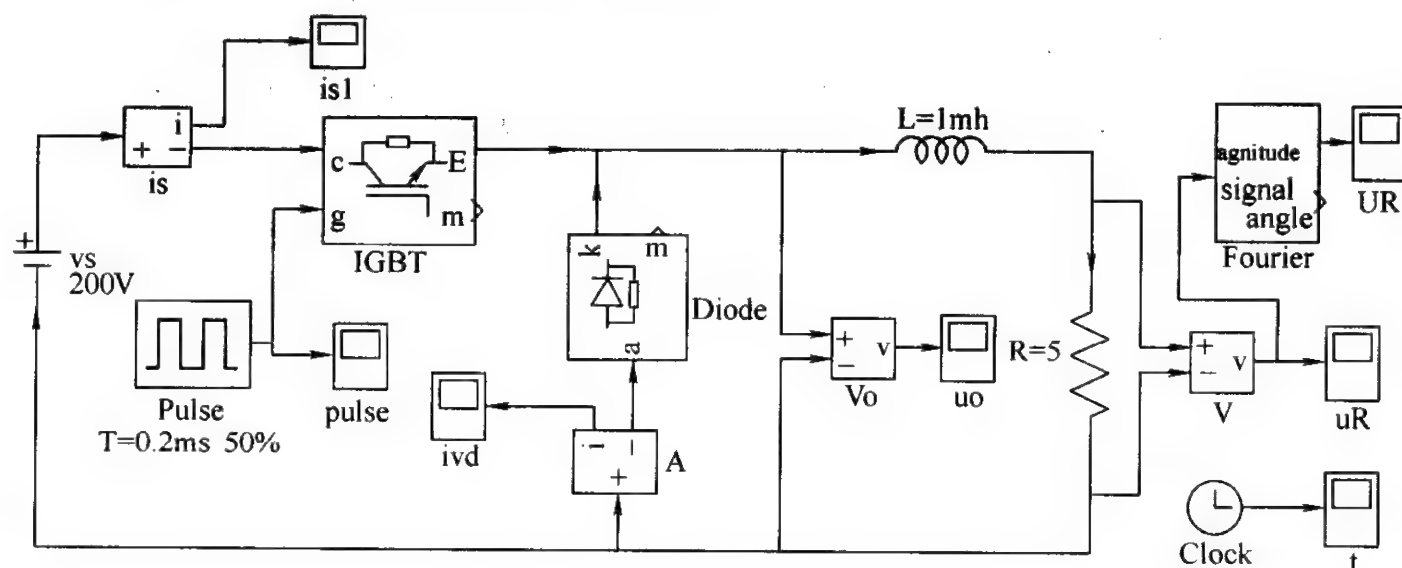 is1
i
+ −
is
c E
g m
IGBT
+
vs
200V
Pulse
T=0.2ms 50%
pulse
k m
a
Diode
ivd
i −
+
A
L=1mh
+
−
v
Vo
uo
R=5
+
−
v
V
uR
agnitude
signal
angle
Fourier
UR
Clock
t